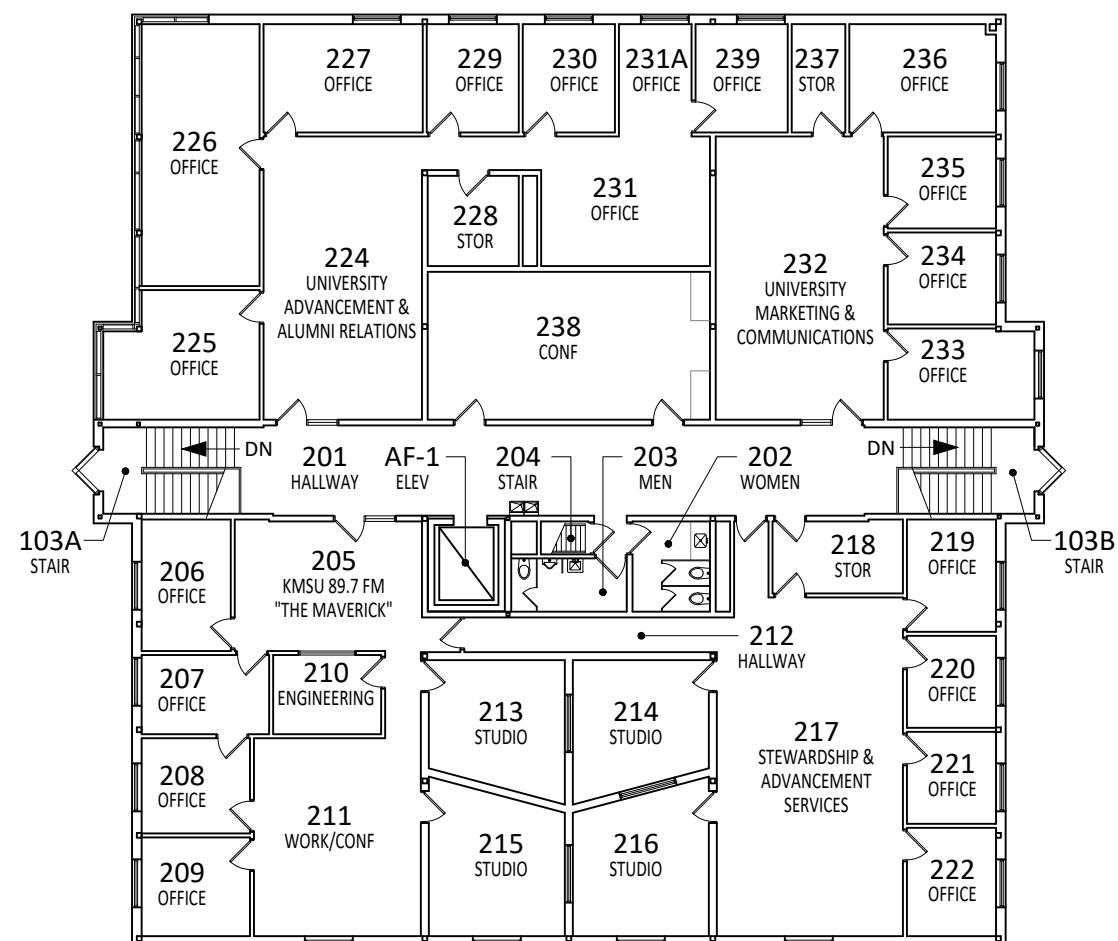 227
OFFICE
229
OFFICE
230
OFFICE
231A
OFFICE
239
OFFICE
237
STOR
236
OFFICE
226
OFFICE
235
OFFICE
231
OFFICE
228
STOR
224
UNIVERSITY
ADVANCEMENT &
ALUMNI RELATIONS
232
UNIVERSITY
MARKETING &
COMMUNICATIONS
234
OFFICE
225
OFFICE
238
CONF
233
OFFICE
DN
201
HALLWAY
AF-1
ELEV
204
STAIR
203
MEN
202
WOMEN
DN
103A
STAIR
206
OFFICE
205
KMSU 89.7 FM
"THE MAVERICK"
218
STOR
219
OFFICE
103B
STAIR
212
HALLWAY
207
OFFICE
210
ENGINEERING
220
OFFICE
213
STUDIO
214
STUDIO
217
STEWARDSHIP &
ADVANCEMENT
SERVICES
208
OFFICE
221
OFFICE
211
WORK/CONF
215
STUDIO
216
STUDIO
209
OFFICE
222
OFFICE